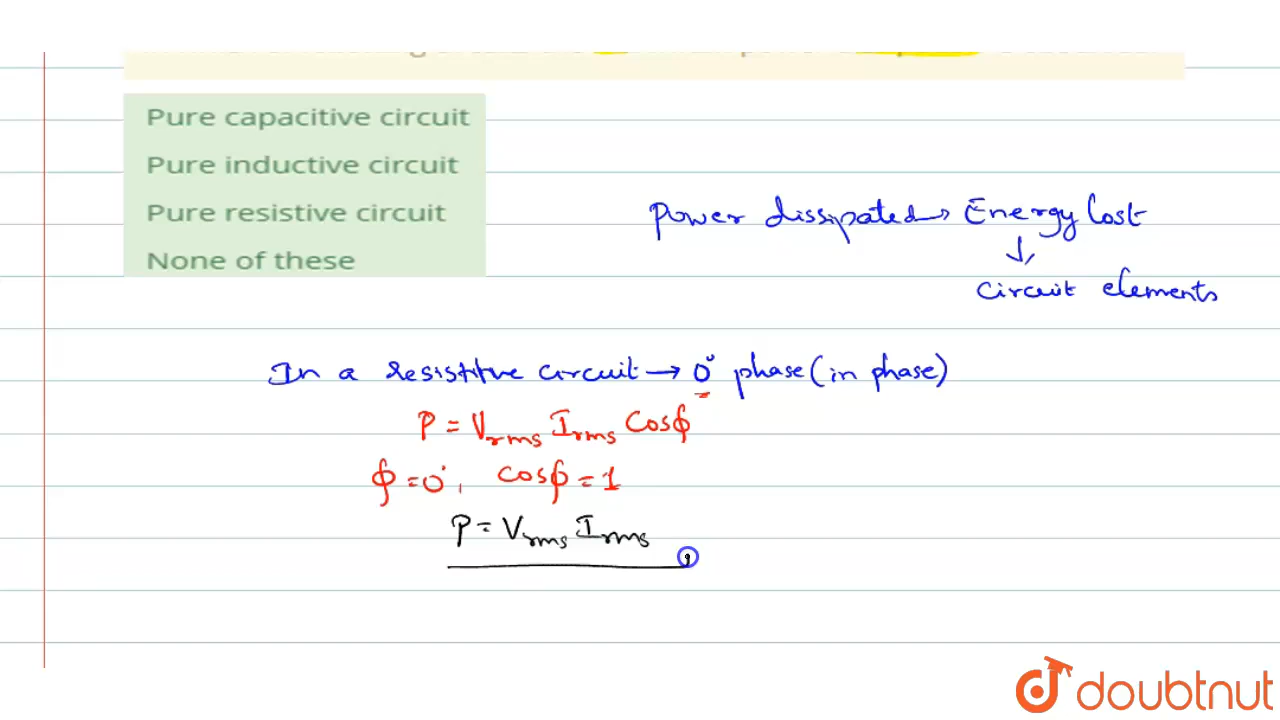 Pure capacitive circuit
Pure inductive circuit
Pure resistive circuit
None of these
Power dissipated → Energy lost
↓
Circuit elements
In a resistive circuit → 0° phase (in phase)
P = Vrms Irms Cosϕ
ϕ = 0°, cosϕ = 1
P = Vrms Irms
doubtnut